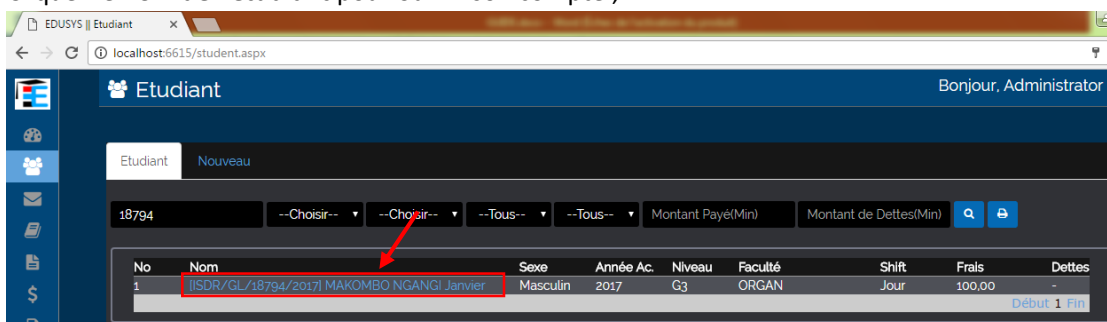 EDUSYS || Etudiant ×
localhost:6615/student.aspx
Etudiant Bonjour, Administrator
Etudiant Nouveau
18794 --Choisir-- --Choisir-- --Tous-- --Tous-- Montant Payé(Min) Montant de Dettes(Min)
No Nom Sexe Année Ac. Niveau Faculté Shift Frais Dettes
1 [ISDR/GL/18794/2017] MAKOMBO NGANGI Janvier Masculin 2017 G3 ORGAN Jour 100,00 -
Début 1 Fin